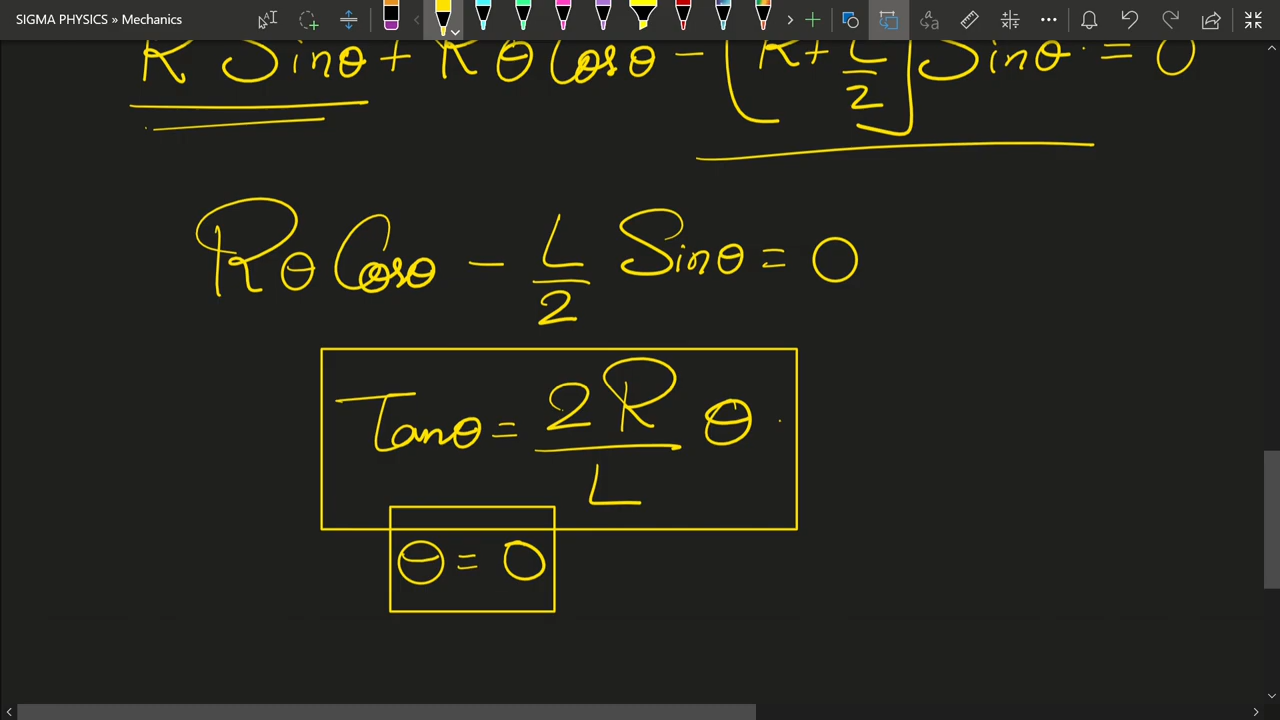 SIGMA PHYSICS » Mechanics
R Sinθ + Rθ Cosθ - [R + L/2] Sinθ = 0
Rθ Cosθ - L/2 Sinθ = 0
Tanθ = 2R/L θ
θ = 0